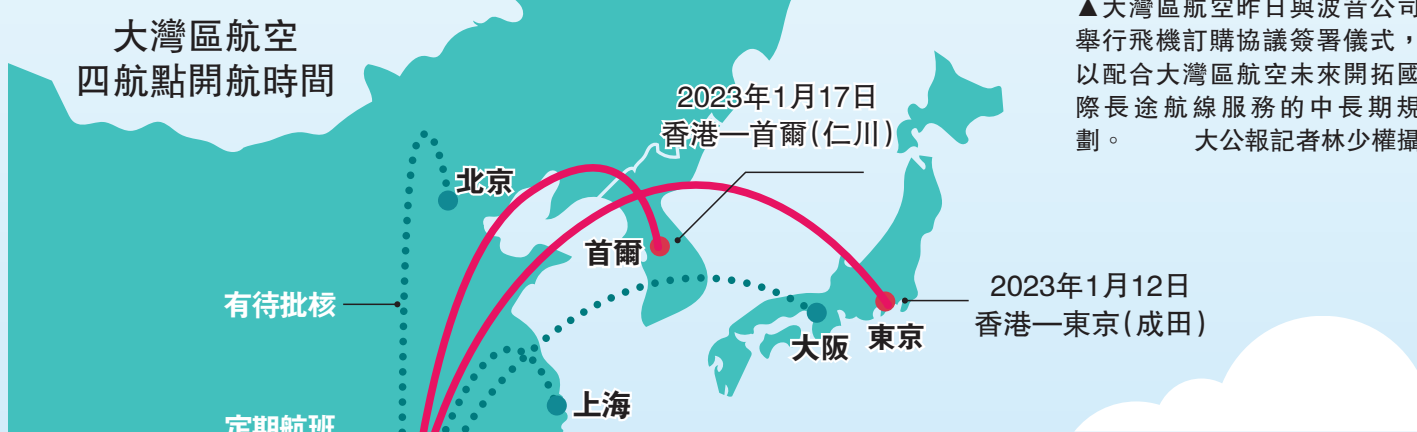 大灣區航空
四航點開航時間
▲大灣區航空昨日與波音公司
舉行飛機訂購協議簽署儀式，
以配合大灣區航空未來開拓國
際長途航線服務的中長期規
劃。 大公報記者林少權攝
2023年1月17日
香港—首爾(仁川)
北京
首爾
有待批核
2023年1月12日
香港—東京(成田)
大阪
東京
上海
定期航班